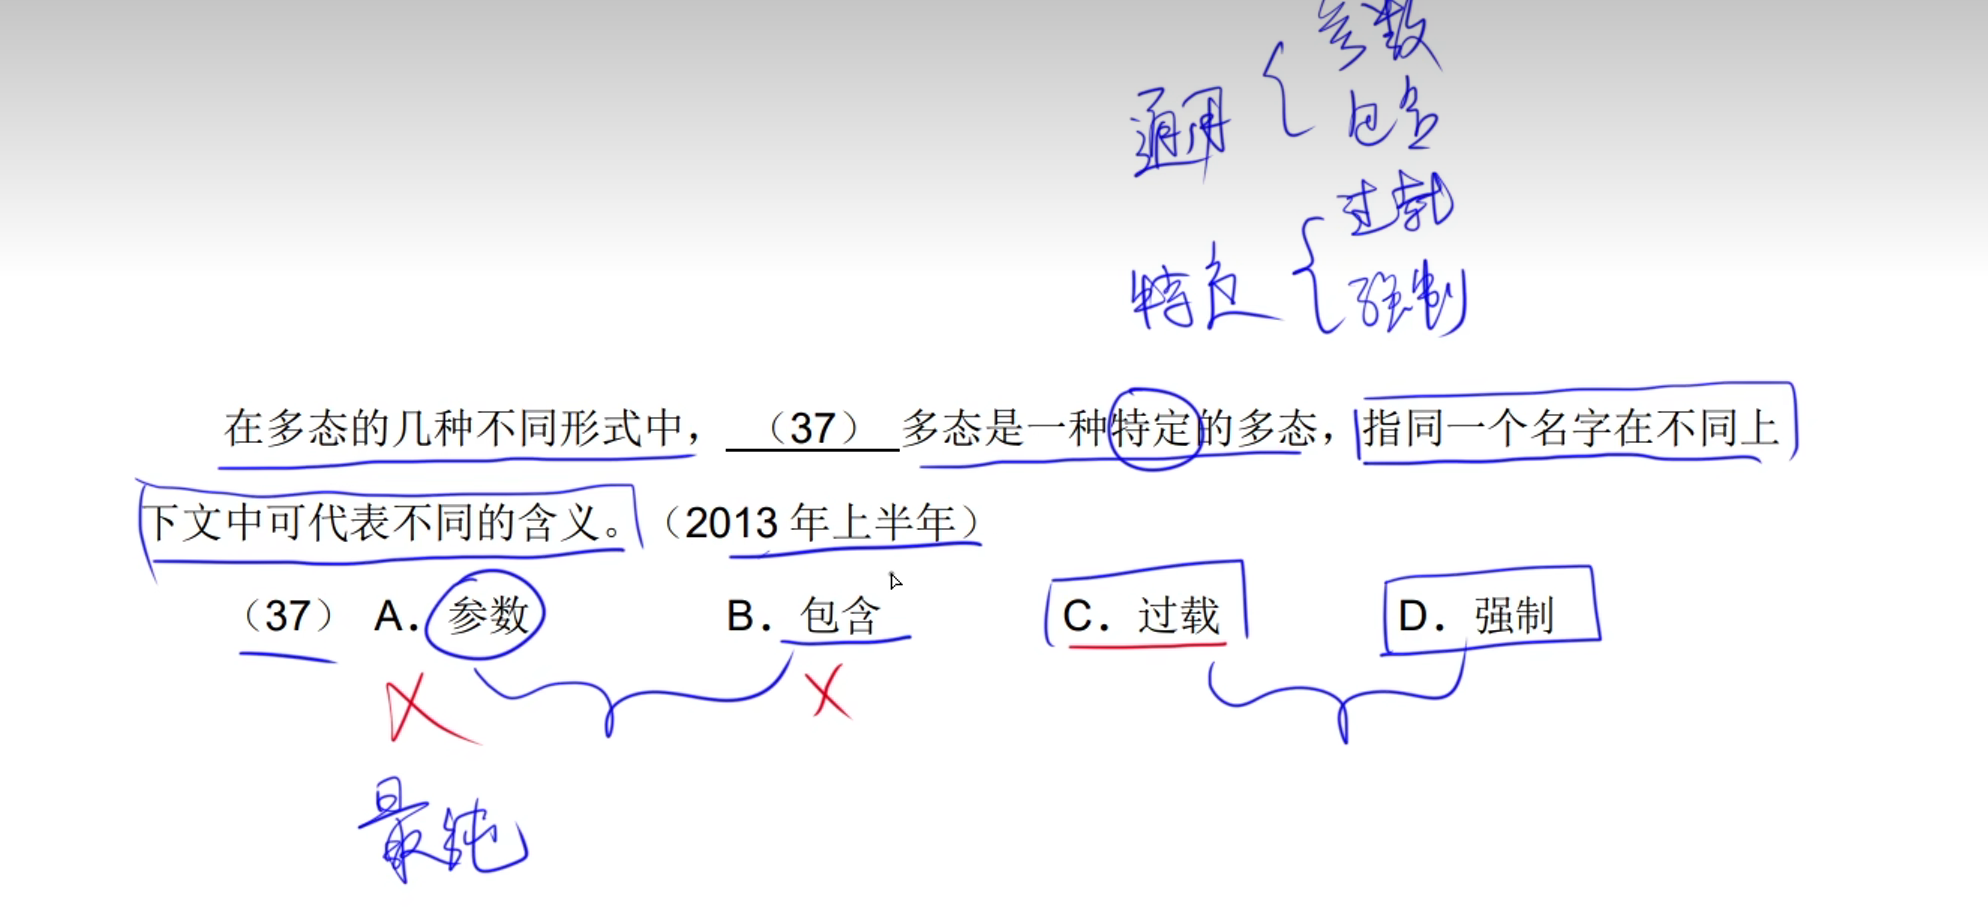 参数
通用 { 包含
过载
特定 { 强制
在多态的几种不同形式中，（37）多态是一种特定的多态，指同一个名字在不同上
下文中可代表不同的含义。（2013 年上半年）
（37） A．参数 B．包含 C．过载 D．强制
最纯